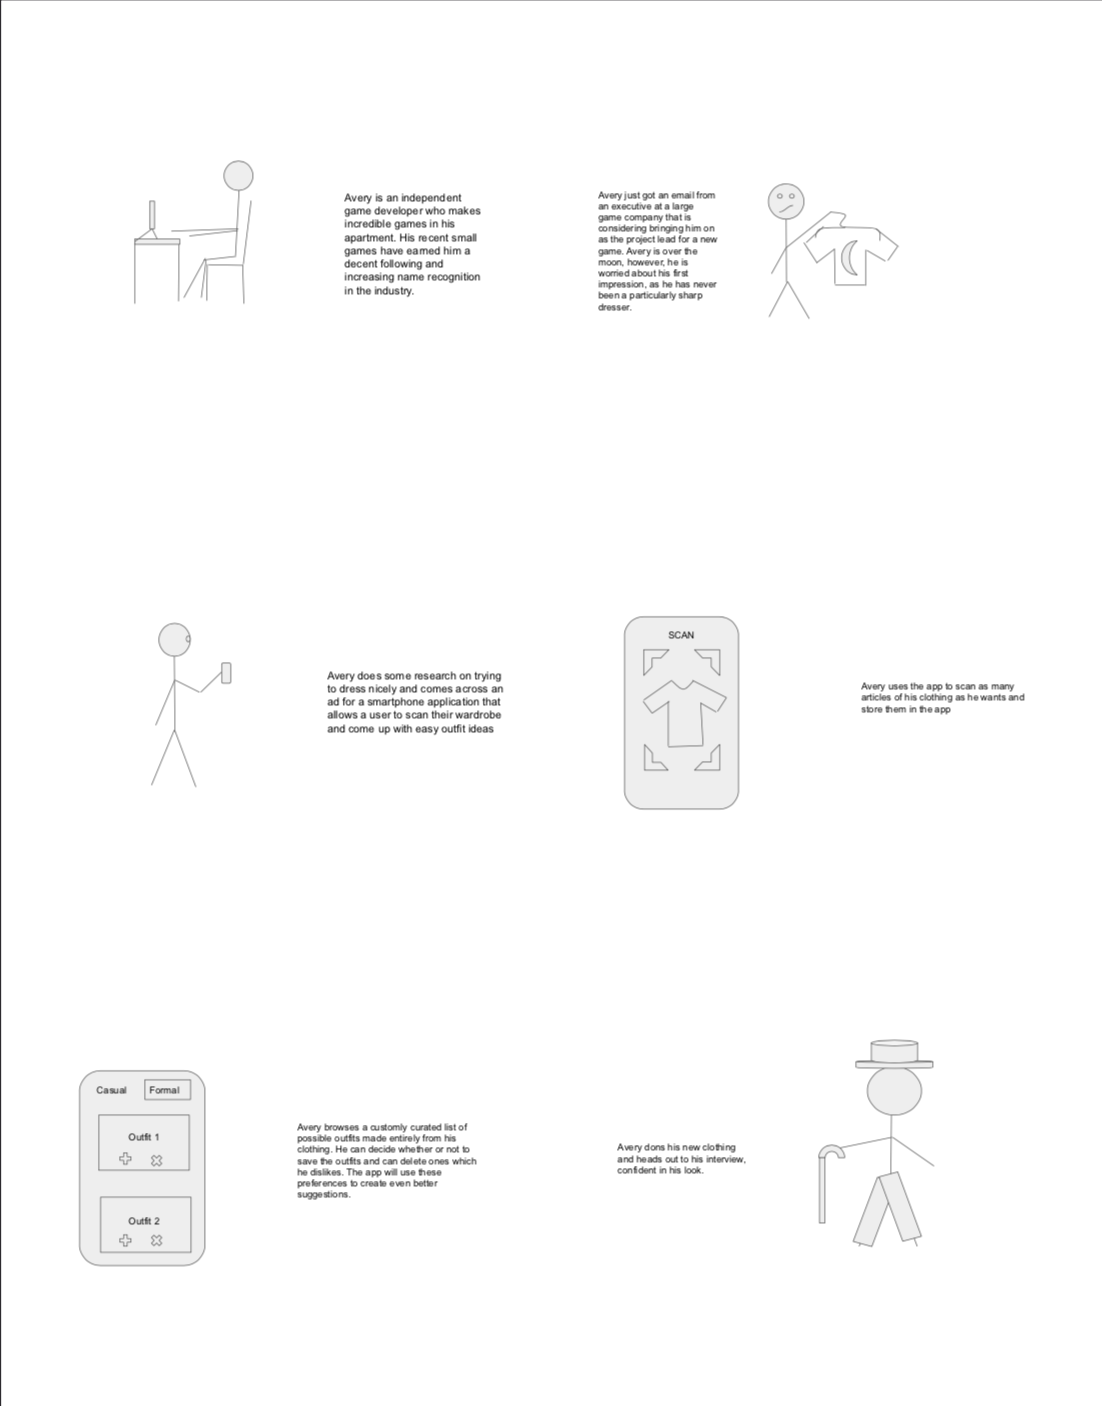 Avery is an independent
game developer who makes
incredible games in his
apartment. His recent small
games have earned him a
decent following and
increasing name recognition
in the industry.
Avery just got an email from
an executive at a large
game company that is
considering bringing him on
as the project lead for a new
game. Avery is over the
moon, however, he is
worried about his first
impression, as he has never
been a particularly sharp
dresser.
Avery does some research on trying
to dress nicely and comes across an
ad for a smartphone application that
allows a user to scan their wardrobe
and come up with easy outfit ideas
SCAN
Avery uses the app to scan as many
articles of his clothing as he wants and
store them in the app
Casual
Formal
Outfit 1
Outfit 2
Avery browses a customly curated list of
possible outfits made entirely from his
clothing. He can decide whether or not to
save the outfits and can delete ones which
he dislikes. The app will use these
preferences to create even better
suggestions.
Avery dons his new clothing
and heads out to his interview,
confident in his look.